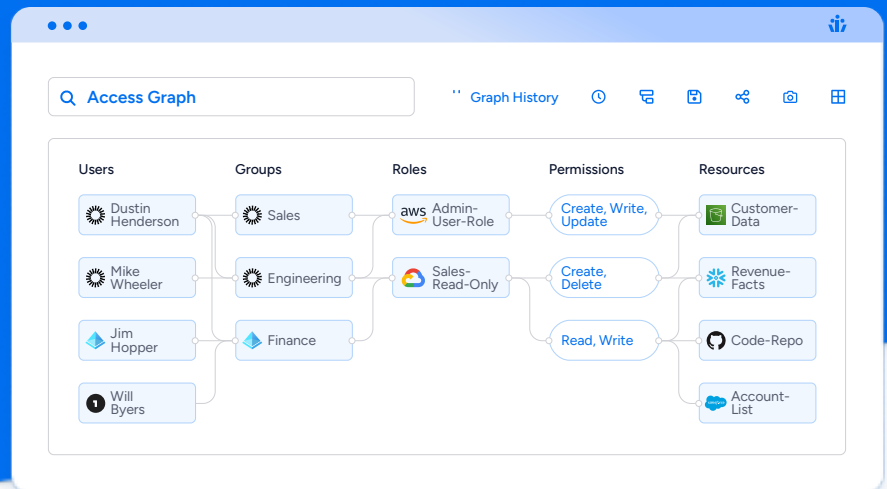 Access Graph
Graph History
Users
Groups
Roles
Permissions
Resources
Dustin
Henderson
Sales
aws
Admin-
User-Role
Create, Write,
Update
Customer-
Data
Mike
Wheeler
Engineering
Sales-
Read-Only
Create,
Delete
Revenue-
Facts
Jim
Hopper
Finance
Read, Write
Code-Repo
Will
Byers
Account-
List